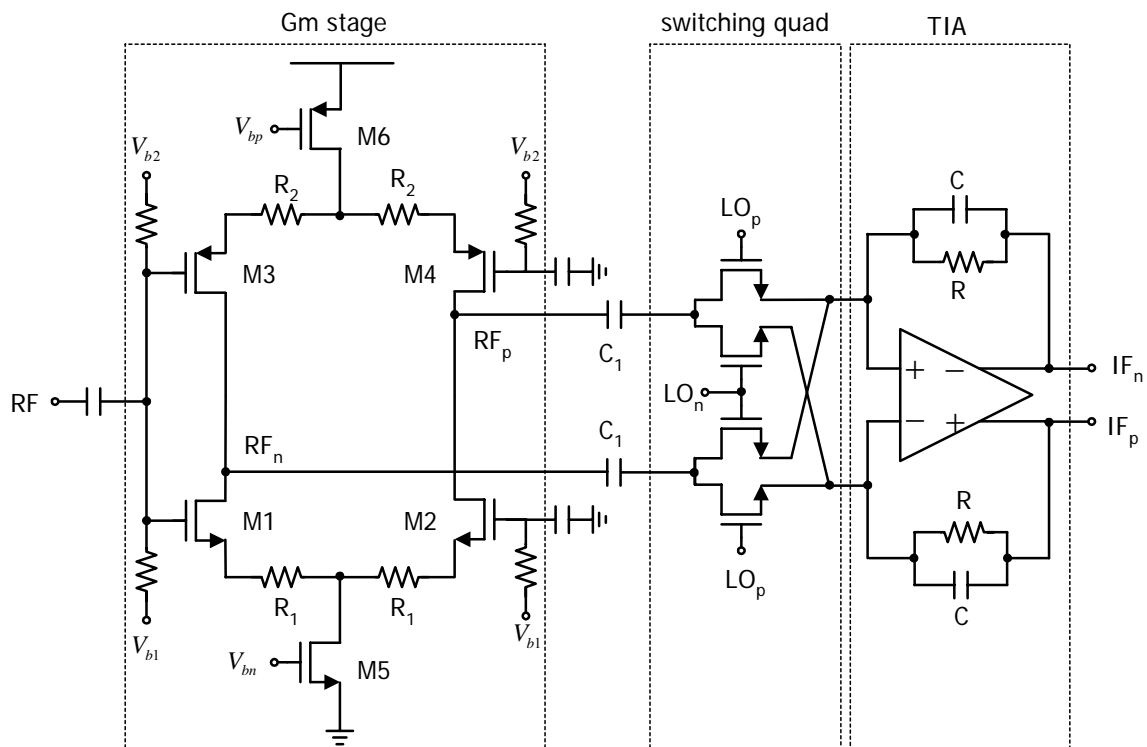 Gm stage
switching quad
TIA
V_bp
M6
V_b2
V_b2
R_2
R_2
C
LO_p
M3
M4
R
RF_p
C_1
IF_n
+ −
RF
LO_n
− +
IF_p
RF_n
C_1
M1
M2
R
LO_p
C
R_1
R_1
V_b1
V_b1
V_bn
M5